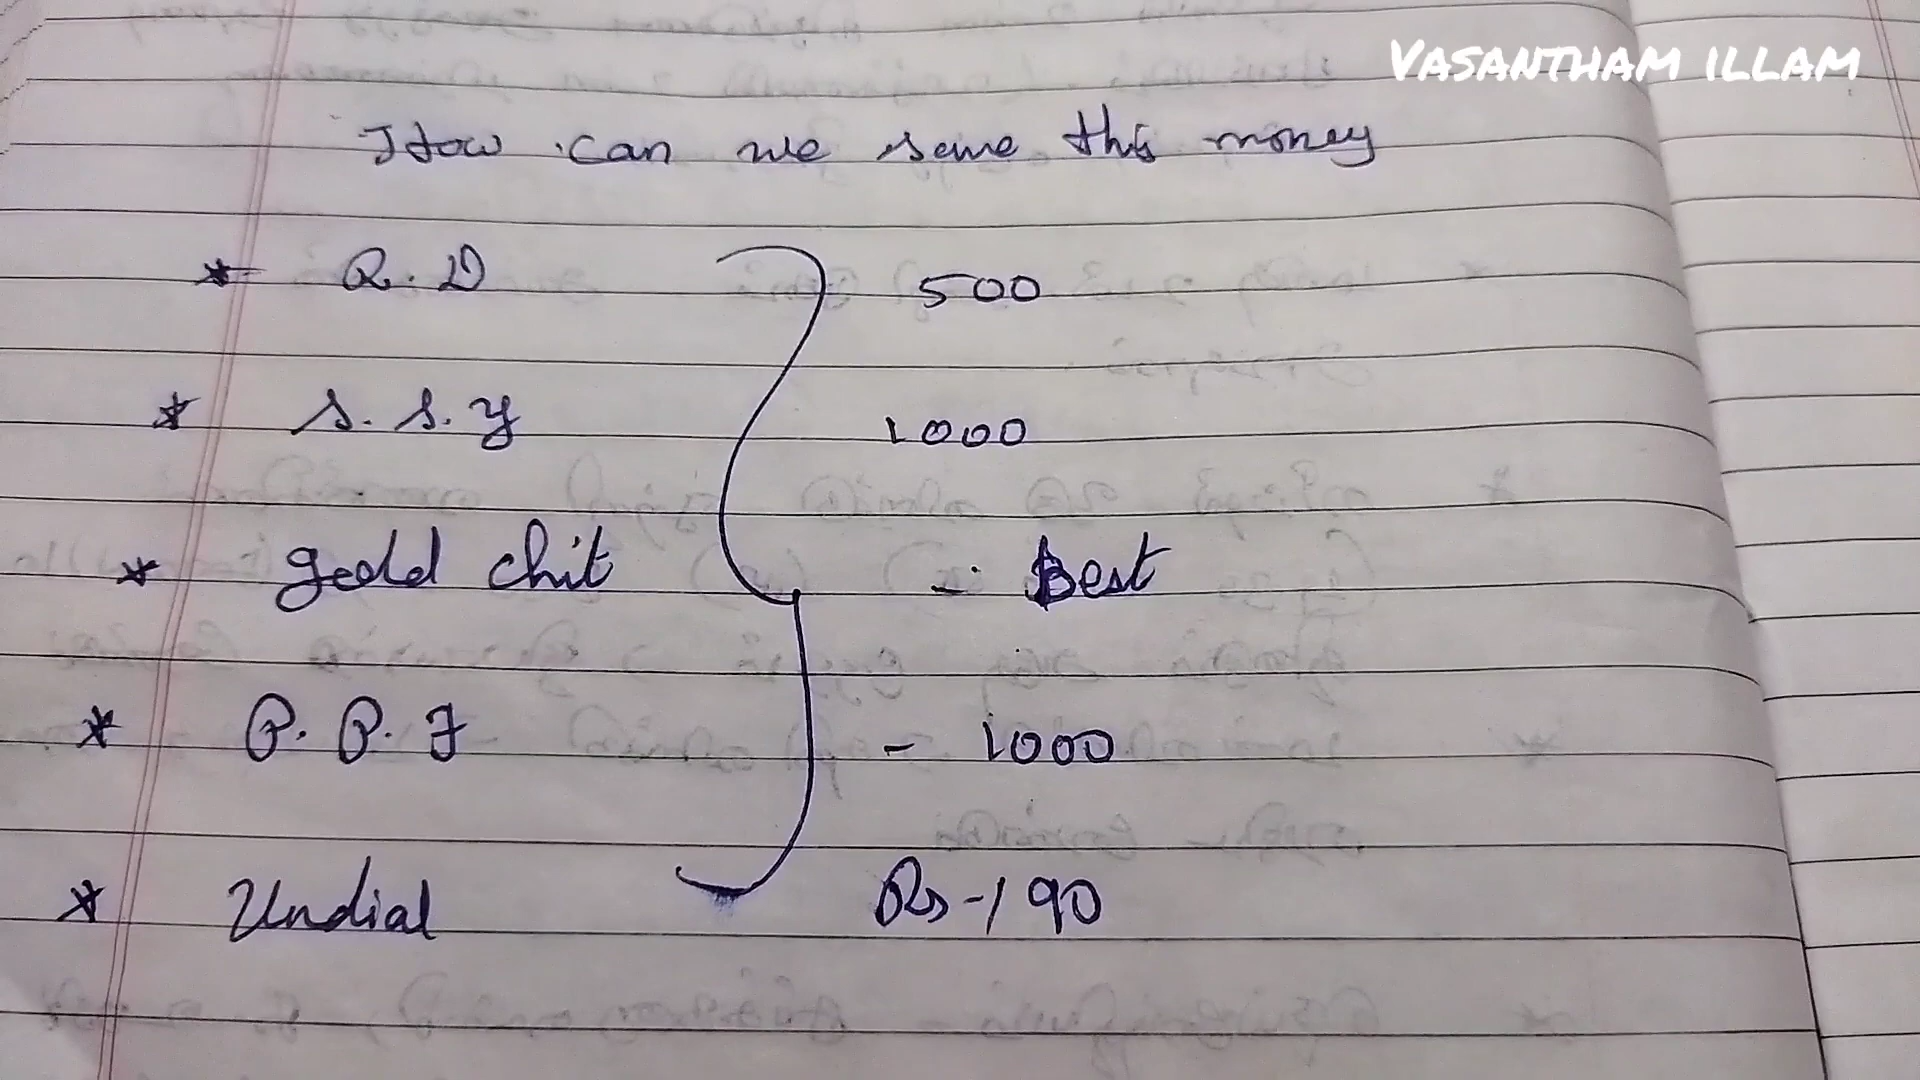 VASANTHAM ILLAM
How can we save this money
* R.D 500
* S.S.Y 1000
* gold chit - Best
* P.P.F - 1000
* Undial Rs-190